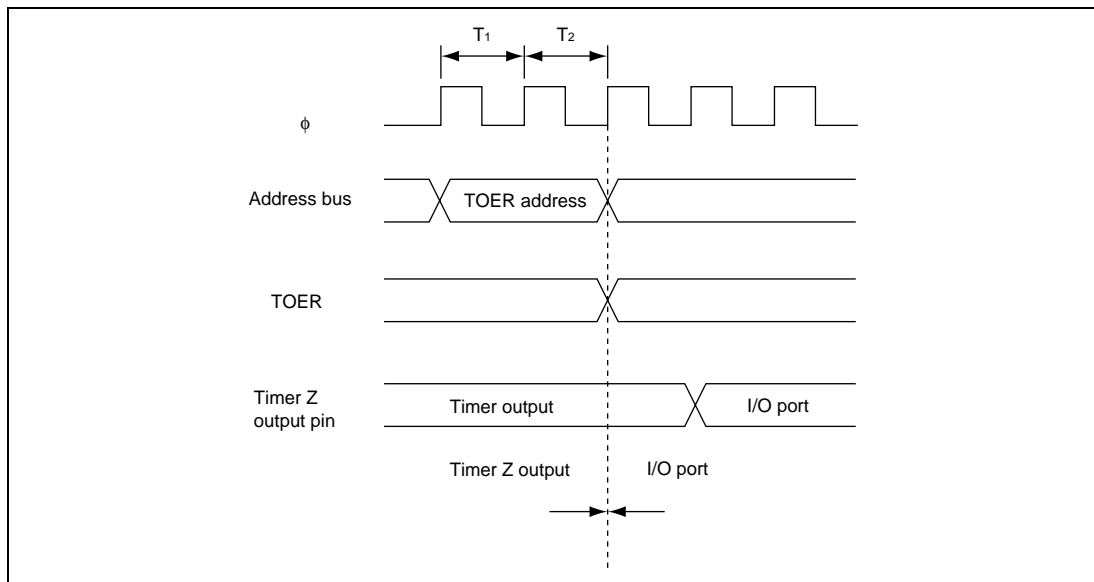 T1 T2
ϕ
Address bus TOER address
TOER
Timer Z
output pin Timer output I/O port
Timer Z output I/O port